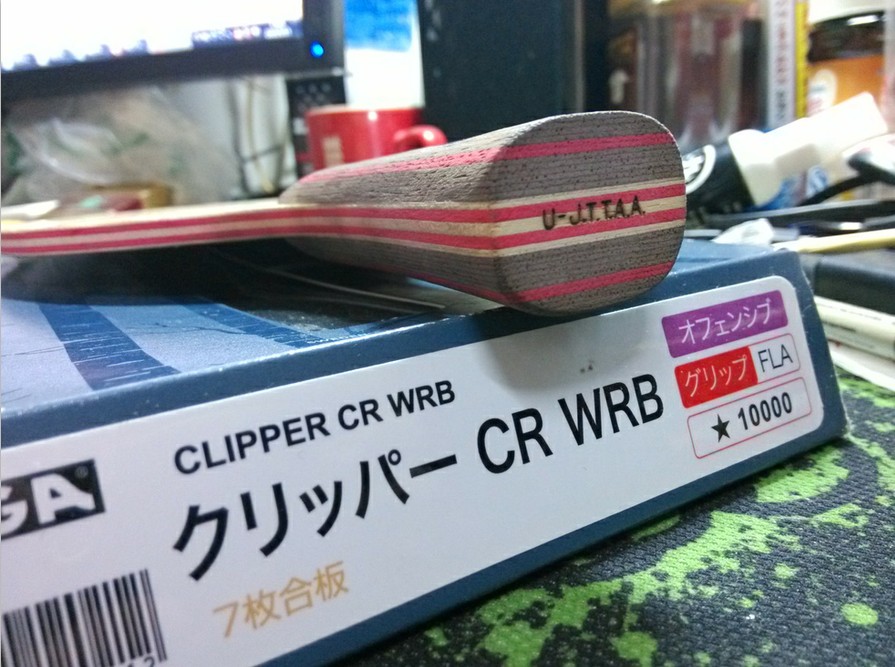 U-J.T.T.A.A.
オフェンシブ
グリップ FLA
★ 10000
CLIPPER CR WRB
クリッパー CR WRB
GA®
7枚合板